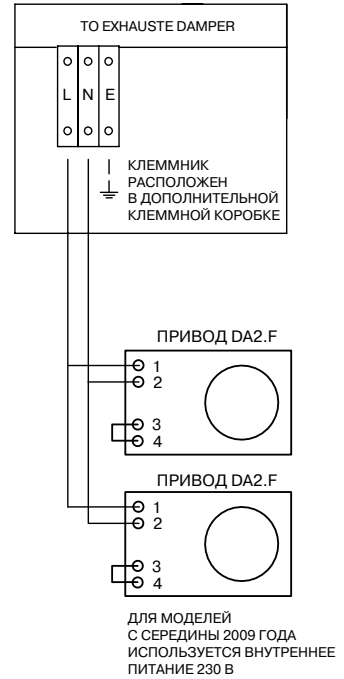 TO EXHAUSTE DAMPER
L N E
КЛЕММНИК
РАСПОЛОЖЕН
В ДОПОЛНИТЕЛЬНОЙ
КЛЕММНОЙ КОРОБКЕ
ПРИВОД DA2.F
1
2
3
4
ПРИВОД DA2.F
1
2
3
4
ДЛЯ МОДЕЛЕЙ
С СЕРЕДИНЫ 2009 ГОДА
ИСПОЛЬЗУЕТСЯ ВНУТРЕННЕЕ
ПИТАНИЕ 230 В